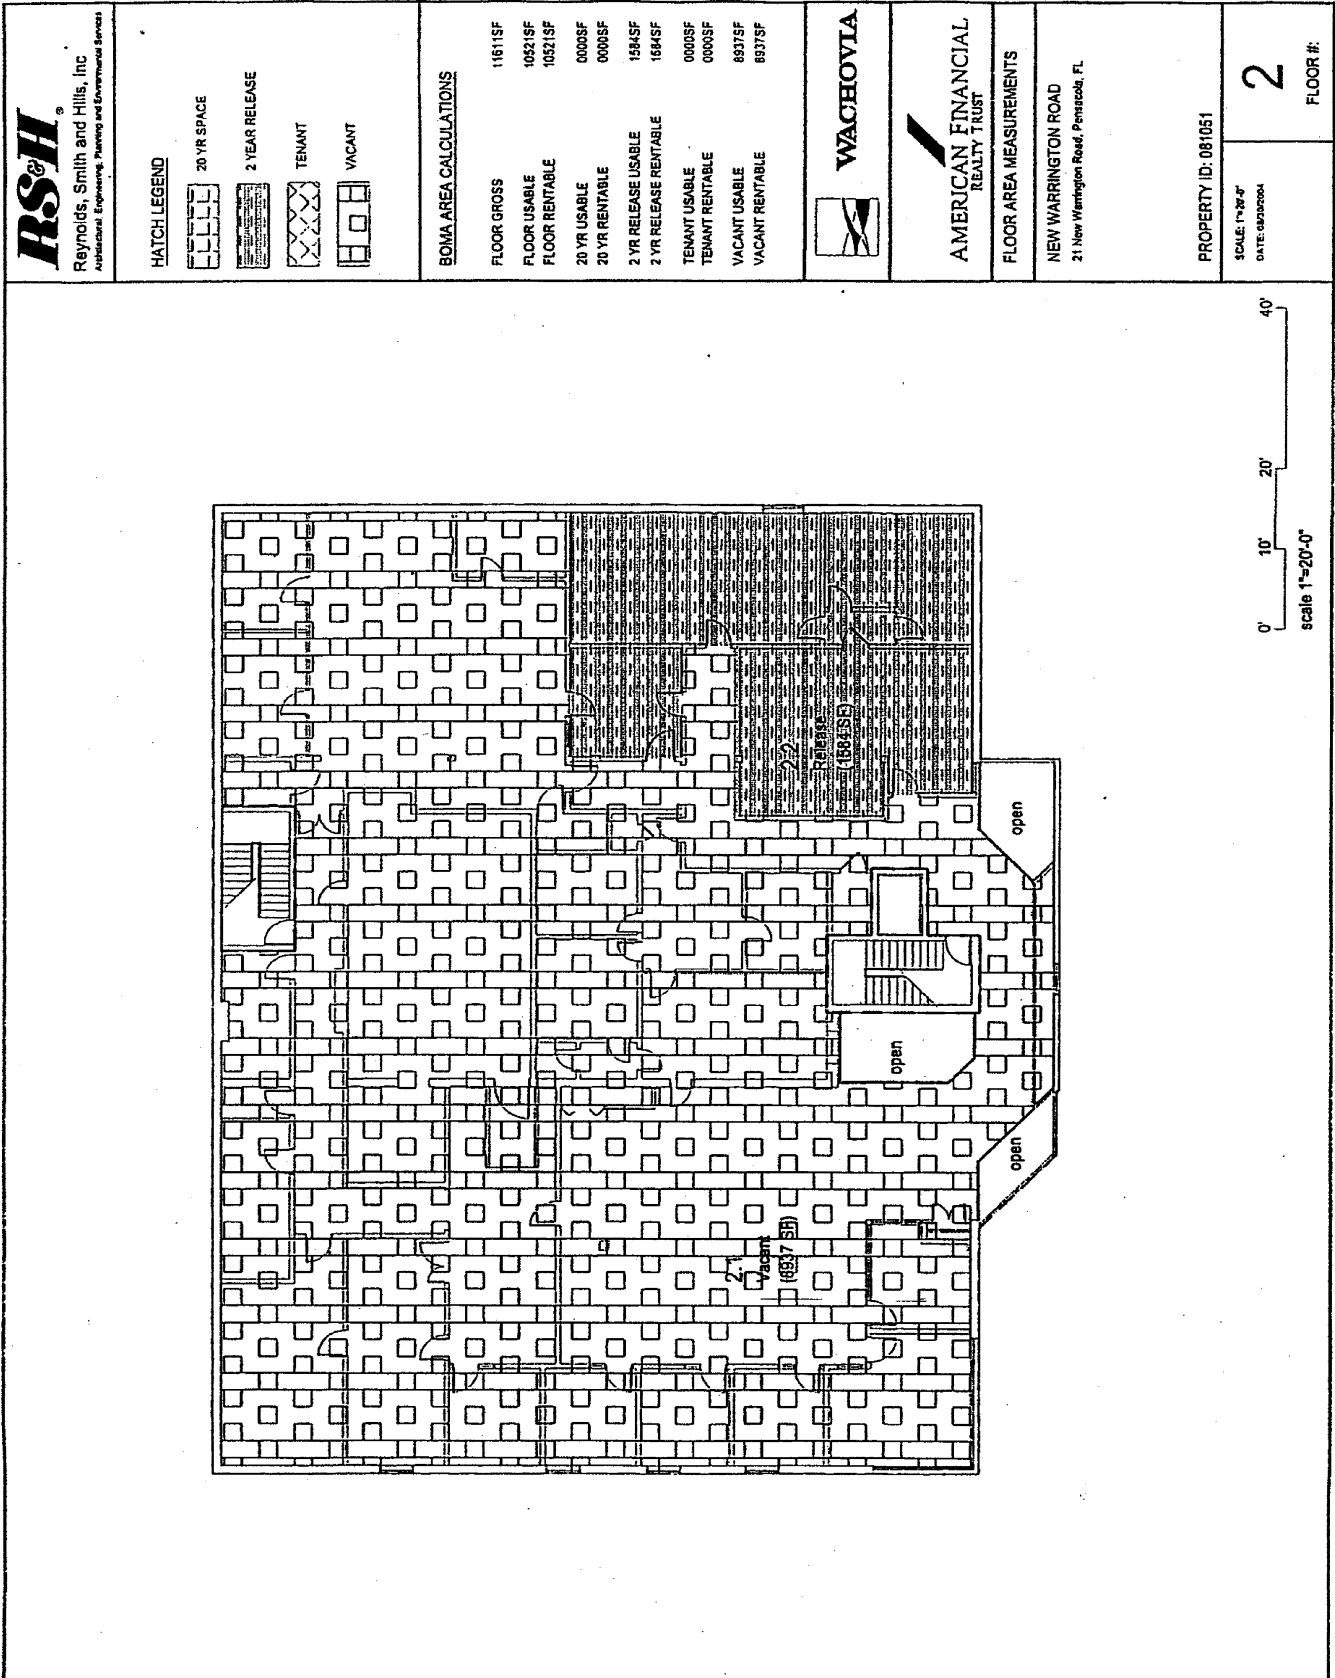 RS&H®
Reynolds, Smith and Hills, Inc
Architectural, Engineering, Planning and Environmental Services
HATCH LEGEND
20 YR SPACE
2 YEAR RELEASE
TENANT
VACANT
BOMA AREA CALCULATIONS
FLOOR GROSS 11611SF
FLOOR USABLE 10521SF
FLOOR RENTABLE 10521SF
20 YR USABLE 0000SF
20 YR RENTABLE 0000SF
2 YR RELEASE USABLE 1584SF
2 YR RELEASE RENTABLE 1584SF
TENANT USABLE 0000SF
TENANT RENTABLE 0000SF
VACANT USABLE 8937SF
VACANT RENTABLE 8937SF
WACHOVIA
AMERICAN FINANCIAL
REALTY TRUST
FLOOR AREA MEASUREMENTS
NEW WARRINGTON ROAD
21 New Warrington Road, Pensacola, FL
PROPERTY ID: 081051
SCALE: 1"=20'-0"
DATE: 08/30/2004
2
FLOOR #:
2.2
Release
(1584 SF)
open
open
open
2.1
Vacant
(8937 SF)
0' 10' 20' 40'
scale 1"=20'-0"